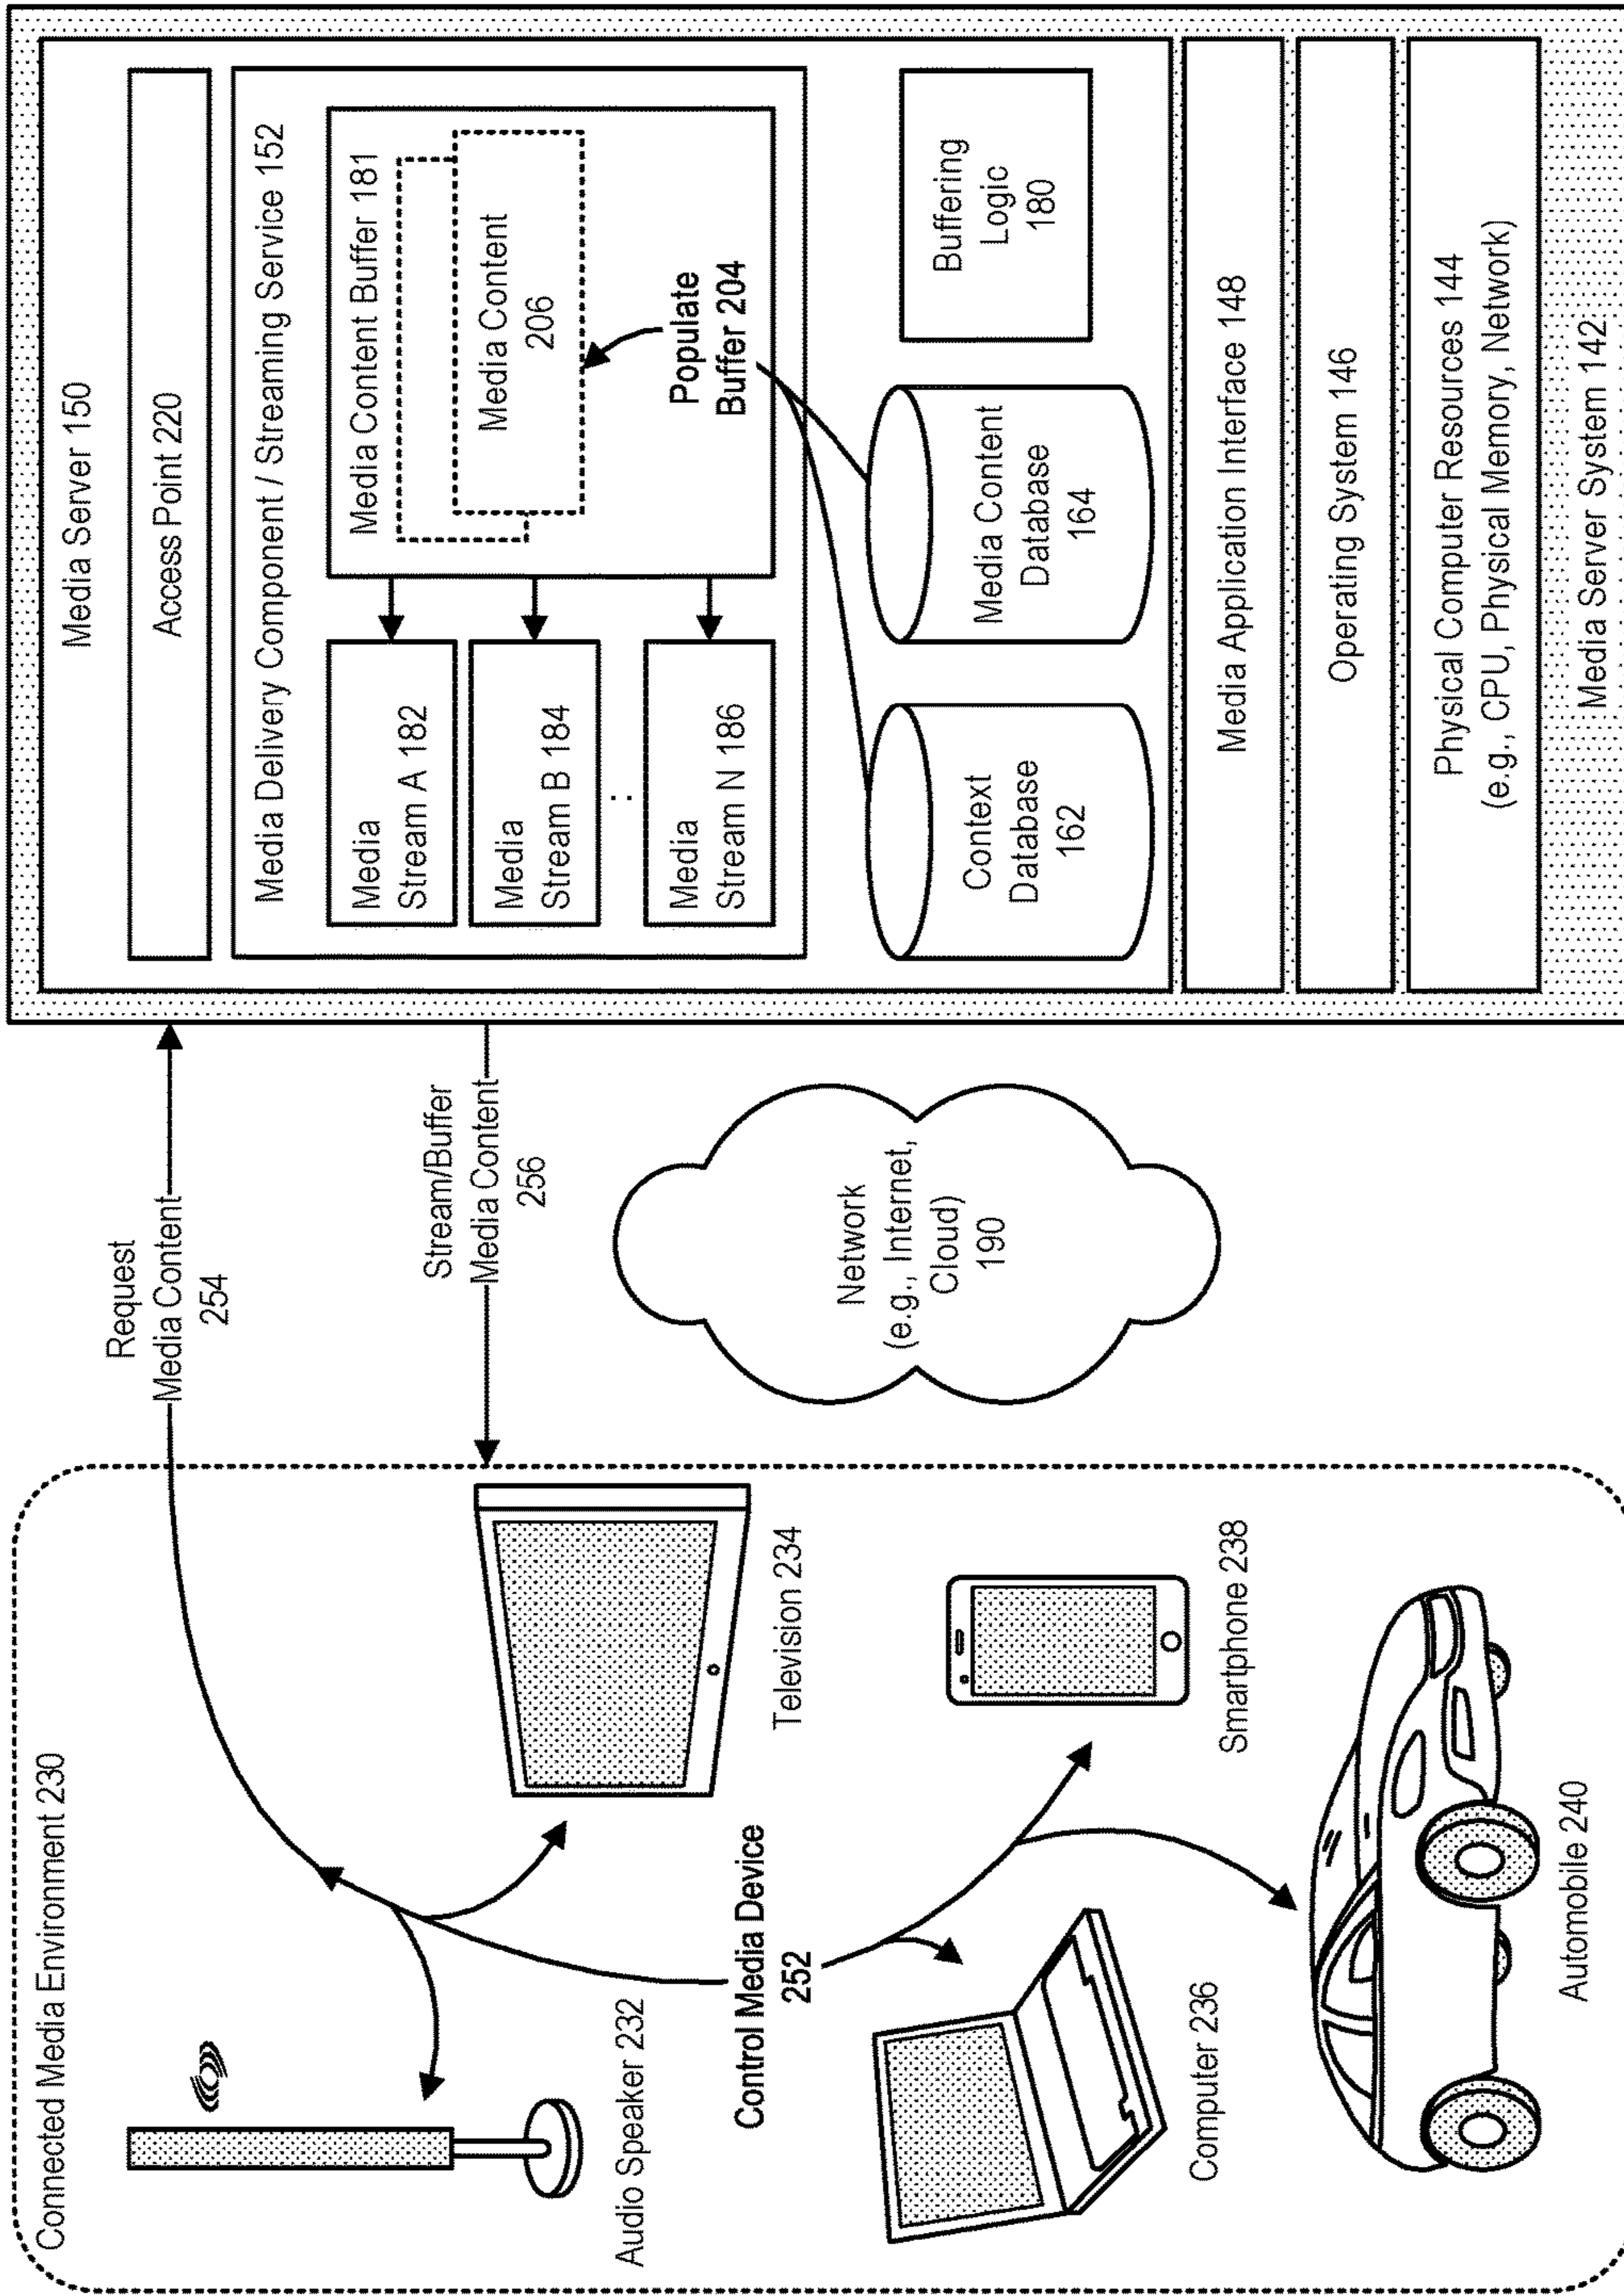 Connected Media Environment 230
Audio Speaker 232
Television 234
Control Media Device
252
Computer 236
Smartphone 238
Automobile 240
Request
Media Content
254
Stream/Buffer
Media Content
256
Network
(e.g., Internet,
Cloud)
190
Media Server 150
Access Point 220
Media Delivery Component / Streaming Service 152
Media
Stream A 182
Media
Stream B 184
..
Media
Stream N 186
Media Content Buffer 181
Media Content
206
Populate
Buffer 204
Context
Database
162
Media Content
Database
164
Buffering
Logic
180
Media Application Interface 148
Operating System 146
Physical Computer Resources 144
(e.g., CPU, Physical Memory, Network)
Media Server System 142